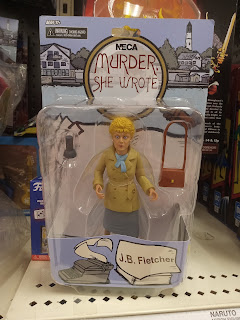 NECA
MURDER,
SHE WROTE
J.B. Fletcher
NARUTO